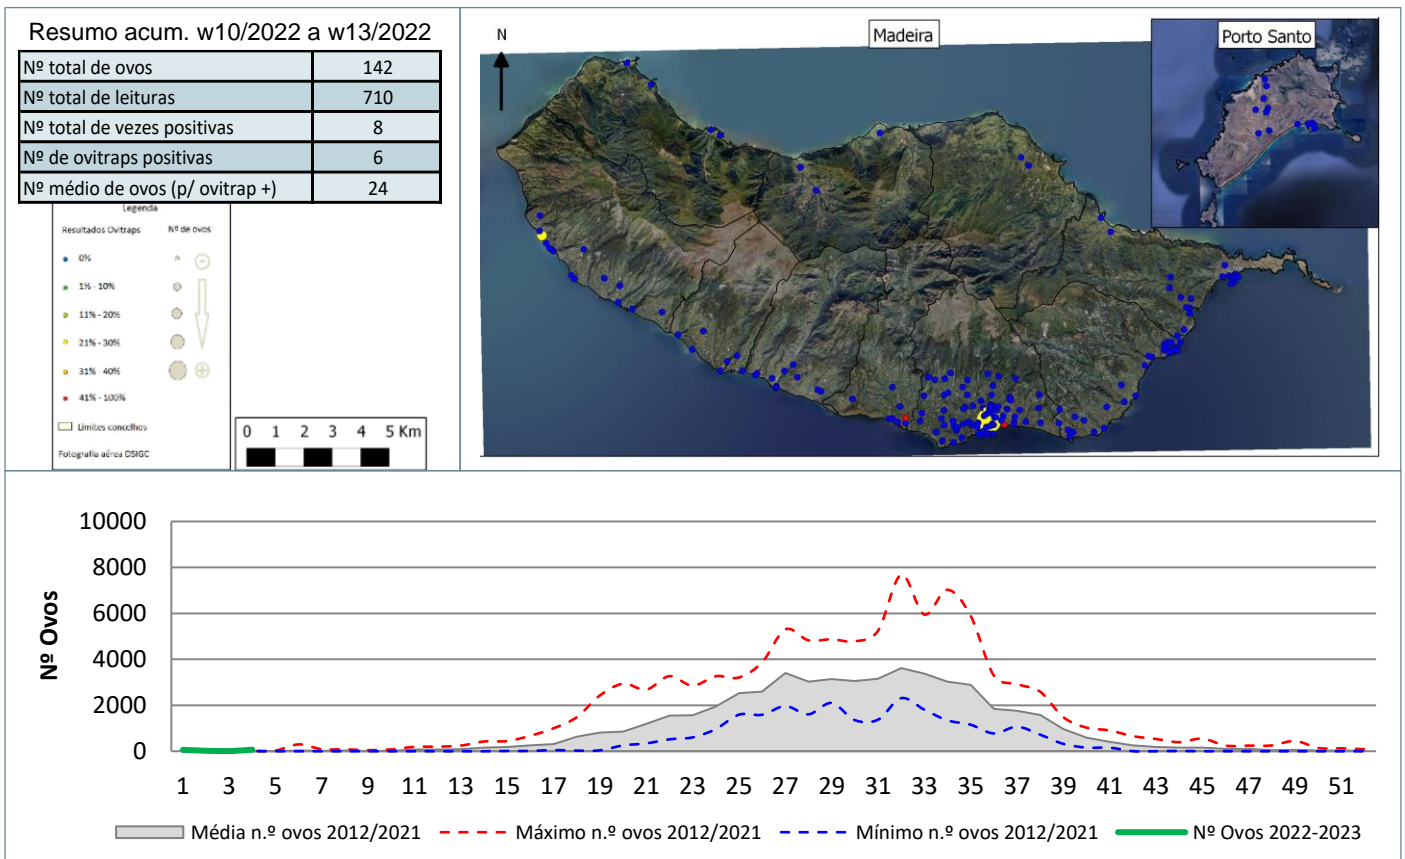 Resumo acum. w10/2022 a w13/2022
Nº total de ovos 142
Nº total de leituras 710
Nº total de vezes positivas 8
Nº de ovitraps positivas 6
Nº médio de ovos (p/ ovitrap +) 24
Legenda
Resultados Ovitraps Nº de ovos
0%
1% - 10%
11% - 20%
21% - 30%
31% - 40%
41% - 100%
Limites concelhos
Fotografia aérea DSIGC
0 1 2 3 4 5 Km
N
Madeira
Porto Santo
Nº Ovos
10000
8000
6000
4000
2000
0
1 3 5 7 9 11 13 15 17 19 21 23 25 27 29 31 33 35 37 39 41 43 45 47 49 51
Média n.º ovos 2012/2021 Máximo n.º ovos 2012/2021 Mínimo n.º ovos 2012/2021 Nº Ovos 2022-2023